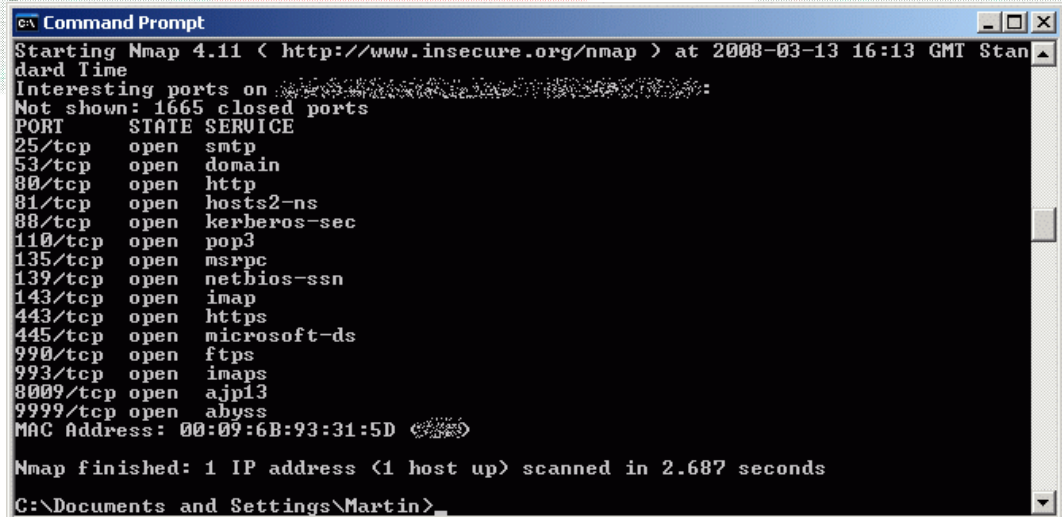 Command Prompt
Starting Nmap 4.11 ( http://www.insecure.org/nmap ) at 2008-03-13 16:13 GMT Stan
dard Time
Interesting ports on :
Not shown: 1665 closed ports
PORT STATE SERVICE
25/tcp open smtp
53/tcp open domain
80/tcp open http
81/tcp open hosts2-ns
88/tcp open kerberos-sec
110/tcp open pop3
135/tcp open msrpc
139/tcp open netbios-ssn
143/tcp open imap
443/tcp open https
445/tcp open microsoft-ds
990/tcp open ftps
993/tcp open imaps
8009/tcp open ajp13
9999/tcp open abyss
MAC Address: 00:09:6B:93:31:5D ( )
Nmap finished: 1 IP address (1 host up) scanned in 2.687 seconds
C:\Documents and Settings\Martin>_